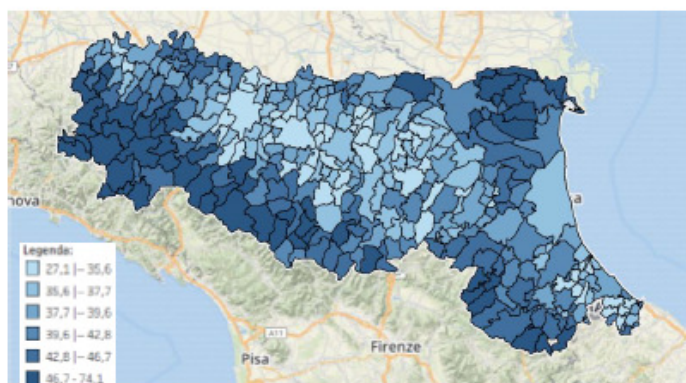 nova
a
Legenda:
27,1 |– 35,6
35,6 |– 37,7
37,7 |– 39,6
39,6 |– 42,8
42,8 |– 46,7
46,7 - 74,1
A11
Pisa
Firenze